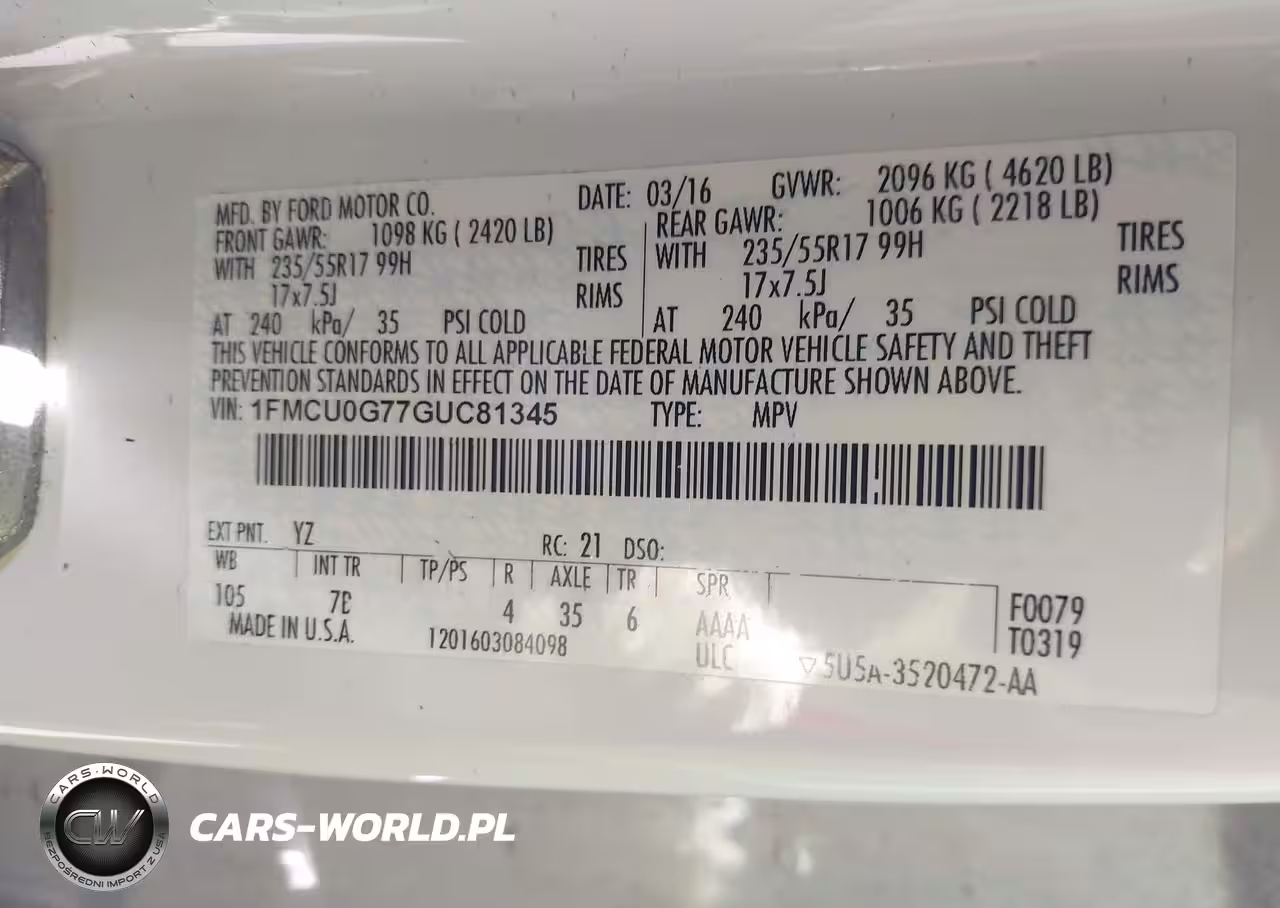 MFD. BY FORD MOTOR CO. DATE: 03/16 GVWR: 2096 KG ( 4620 LB)
FRONT GAWR: 1098 KG ( 2420 LB) REAR GAWR: 1006 KG ( 2218 LB)
WITH 235/55R17 99H TIRES WITH 235/55R17 99H TIRES
17x7.5J RIMS 17x7.5J RIMS
AT 240 kPa/ 35 PSI COLD AT 240 kPa/ 35 PSI COLD
THIS VEHICLE CONFORMS TO ALL APPLICABLE FEDERAL MOTOR VEHICLE SAFETY AND THEFT
PREVENTION STANDARDS IN EFFECT ON THE DATE OF MANUFACTURE SHOWN ABOVE.
VIN: 1FMCU0G77GUC81345 TYPE: MPV
EXT PNT. YZ RC: 21 DSO:
WB INT TR TP/PS R AXLE TR SPR
105 4 35 6 AAAA F0079
MADE IN U.S.A. 1201603084098 ULC T0319
▽ 5U5A-3520472-AA
CARS-WORLD
CW
BEZPOŚREDNI IMPORT Z USA
CARS-WORLD.PL